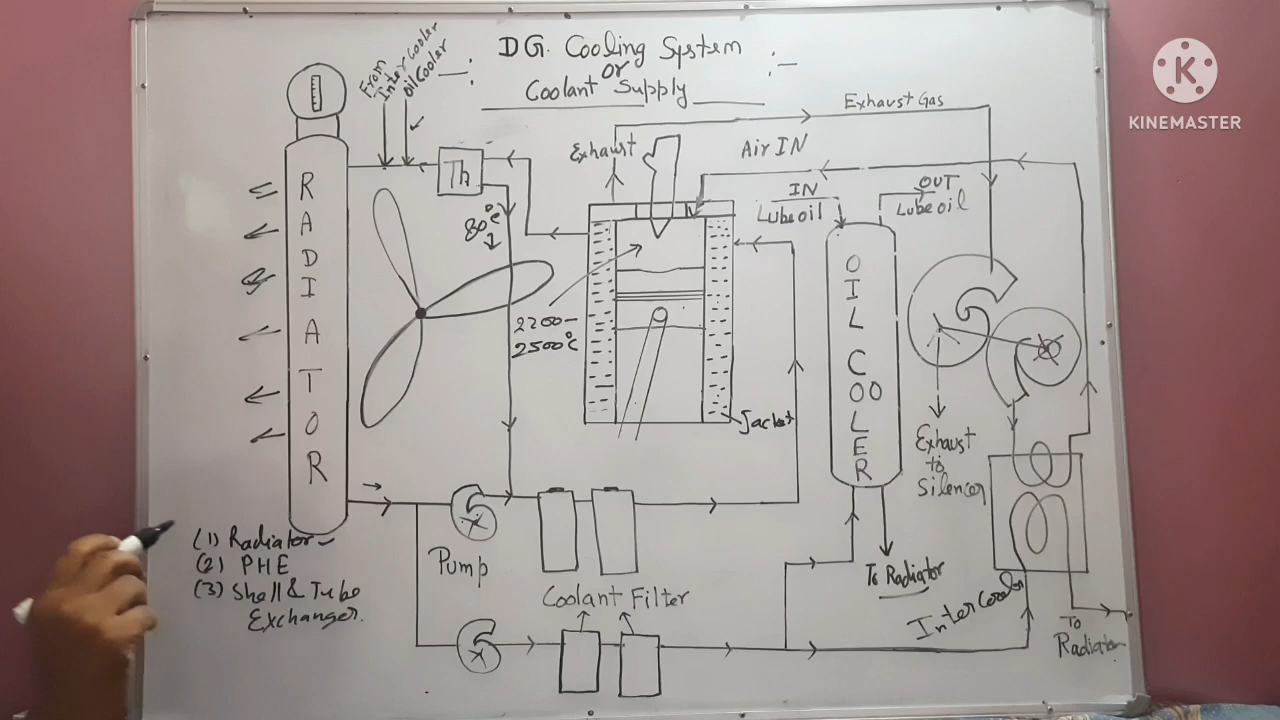 DG. Cooling System
or
Coolant Supply
From
Inter Cooler
oil Cooler
K
KINEMASTER
Exhaust Gas
Exhaust
Air IN
IN
Lube oil
OUT
Lube oil
Th
80°C
RADIATOR
2200-
2500°C
Jacket
OIL COOLER
Exhaust
to
Silencer
(1) Radiator
(2) PHE
(3) Shell & Tube
Exchanger.
Pump
Coolant Filter
To Radiator
Inter Cooler
To
Radiator